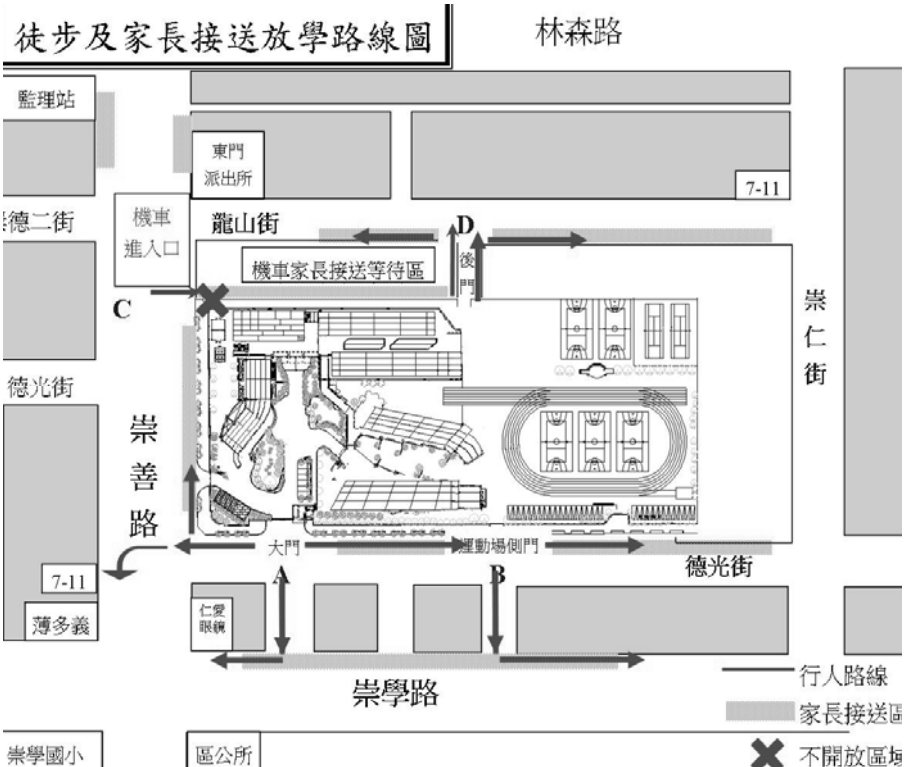 徒步及家長接送放學路線圖
林森路
監理站
東門
派出所
7-11
德二街
機車
進入口
龍山街
D
後
門
機車家長接送等待區
C
崇
仁
街
德光街
崇
善
路
大門
運動場側門
德光街
7-11
薄多義
A
B
仁愛
眼鏡
崇學路
行人路線
家長接送區
不開放區域
崇學國小
區公所